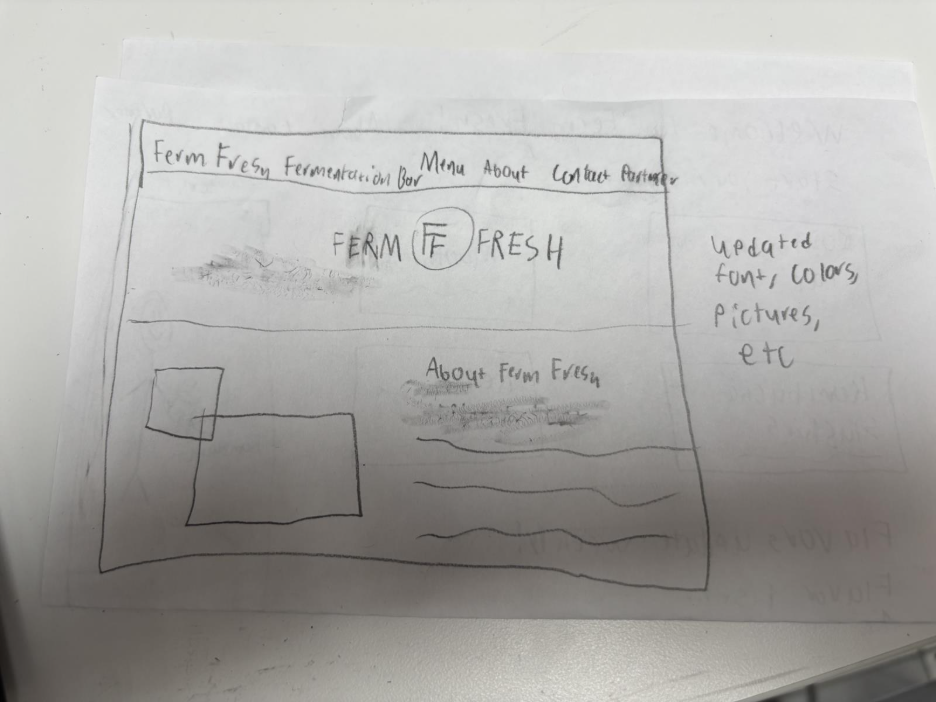 Ferm Fresh Fermentation Bar Menu About Contact Partner
FERM FF FRESH
updated
font, colors,
pictures,
etc
About Ferm Fresh